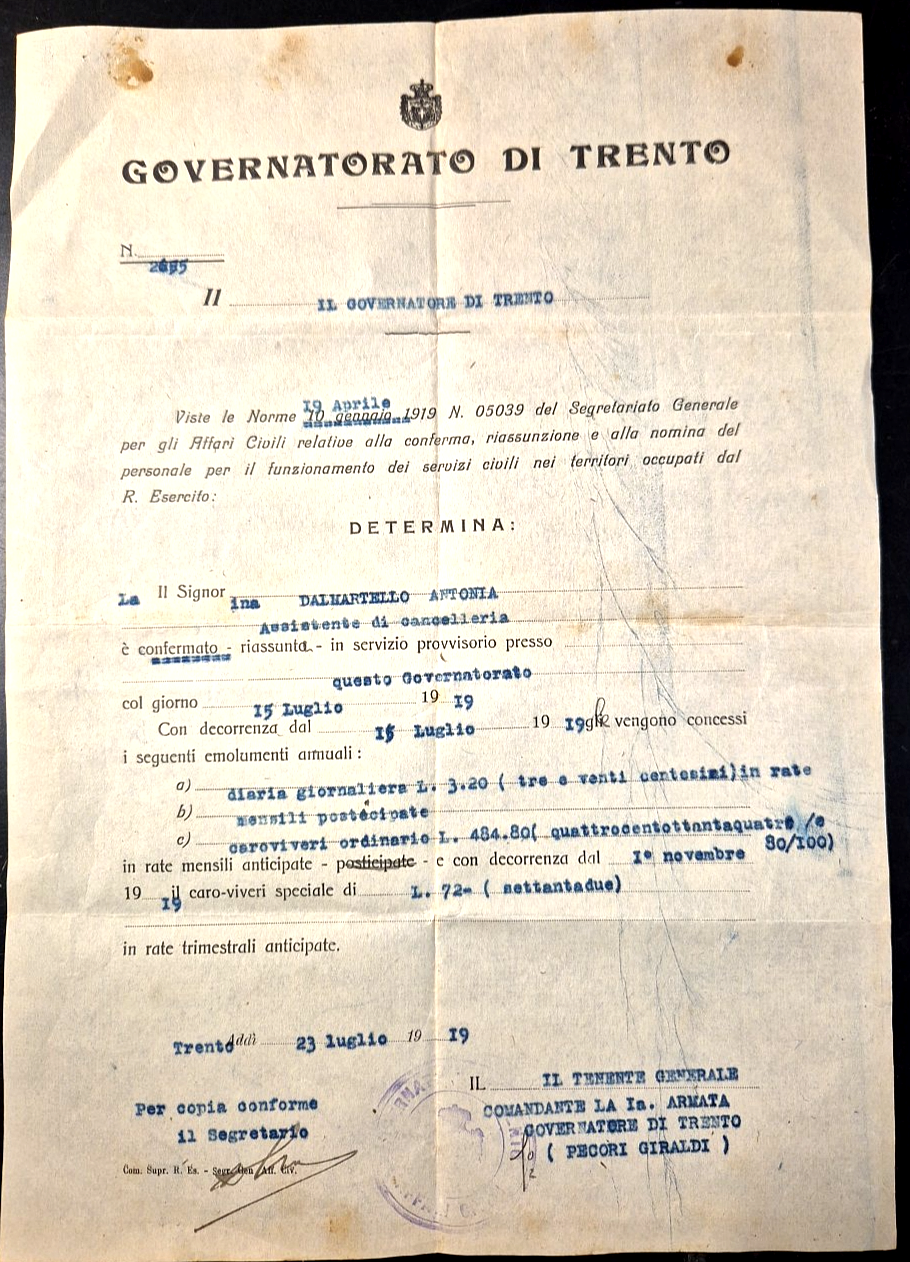 GOVERNATORATO DI TRENTO
N.
Il IL GOVERNATORE DI TRENTO
19 Aprile
Viste le Norme 10 gennaio 1919 N. 05039 del Segretariato Generale
per gli Affari Civili relative alla conferma, riassunzione e alla nomina del
personale per il funzionamento dei servizi civili nei territori occupati dal
R. Esercito:
DETERMINA:
La Il Signor ina DALMARTELLO ANTONIA
Assistente di cancelleria
è confermato - riassunta - in servizio provvisorio presso
questo Governatorato
col giorno 15 Luglio 19 19
Con decorrenza dal 15 Luglio 19 19 gli vengono concessi
i seguenti emolumenti annuali:
a) diaria giornaliera L. 3.20 ( tre e venti centesimi)in rate
b) mensili postecipate
c) caroviveri ordinario L. 484.80( quattrocentottantaquatro /e
80/100)
in rate mensili anticipate - posticipate - e con decorrenza dal 1° novembre
19 19 il caro-viveri speciale di L. 72= ( settantadue)
in rate trimestrali anticipate.
Trento Addì 23 luglio 19 19
IL IL TENENTE GENERALE
COMANDANTE LA Ia. ARMATA
GOVERNATORE DI TRENTO
( PECORI GIRALDI )
Per copia conforme
il Segretario
Com. Supr. R. Es. - Segr. Gen Aff. Civ.